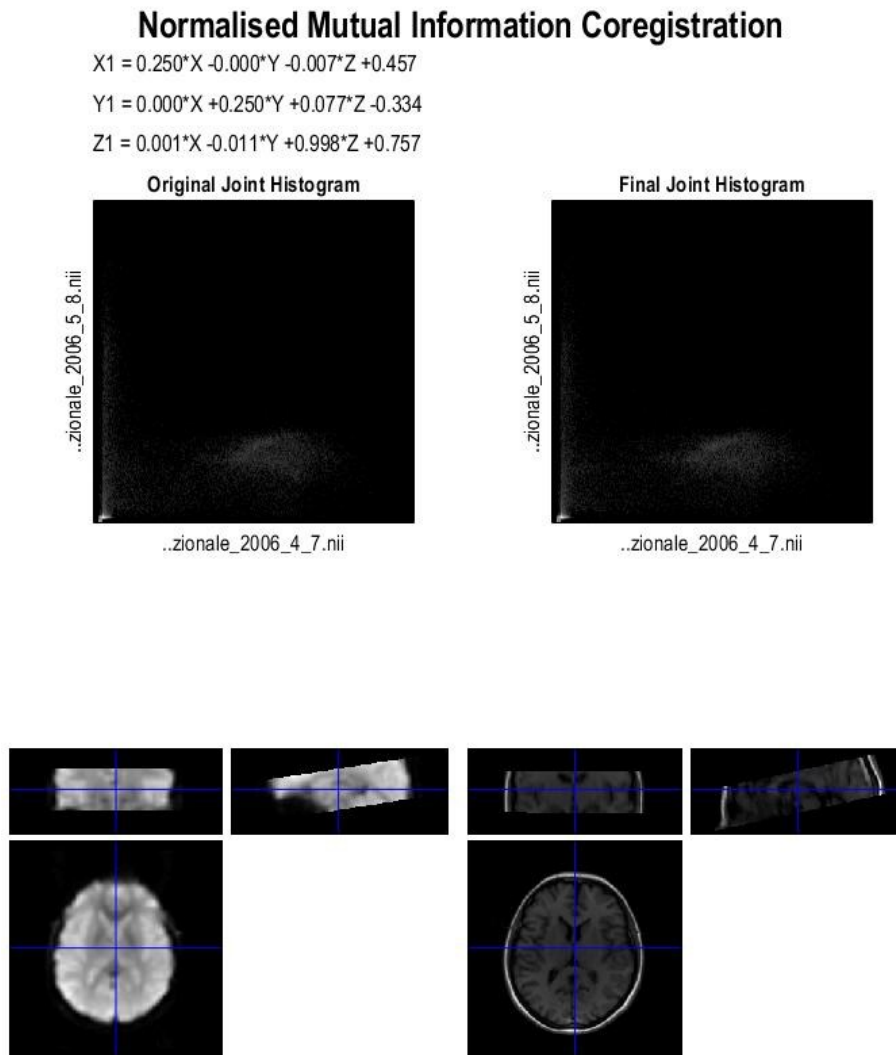 Normalised Mutual Information Coregistration
X1 = 0.250*X -0.000*Y -0.007*Z +0.457
Y1 = 0.000*X +0.250*Y +0.077*Z -0.334
Z1 = 0.001*X -0.011*Y +0.998*Z +0.757
Original Joint Histogram
..zionale_2006_5_8.nii
..zionale_2006_4_7.nii
Final Joint Histogram
..zionale_2006_5_8.nii
..zionale_2006_4_7.nii